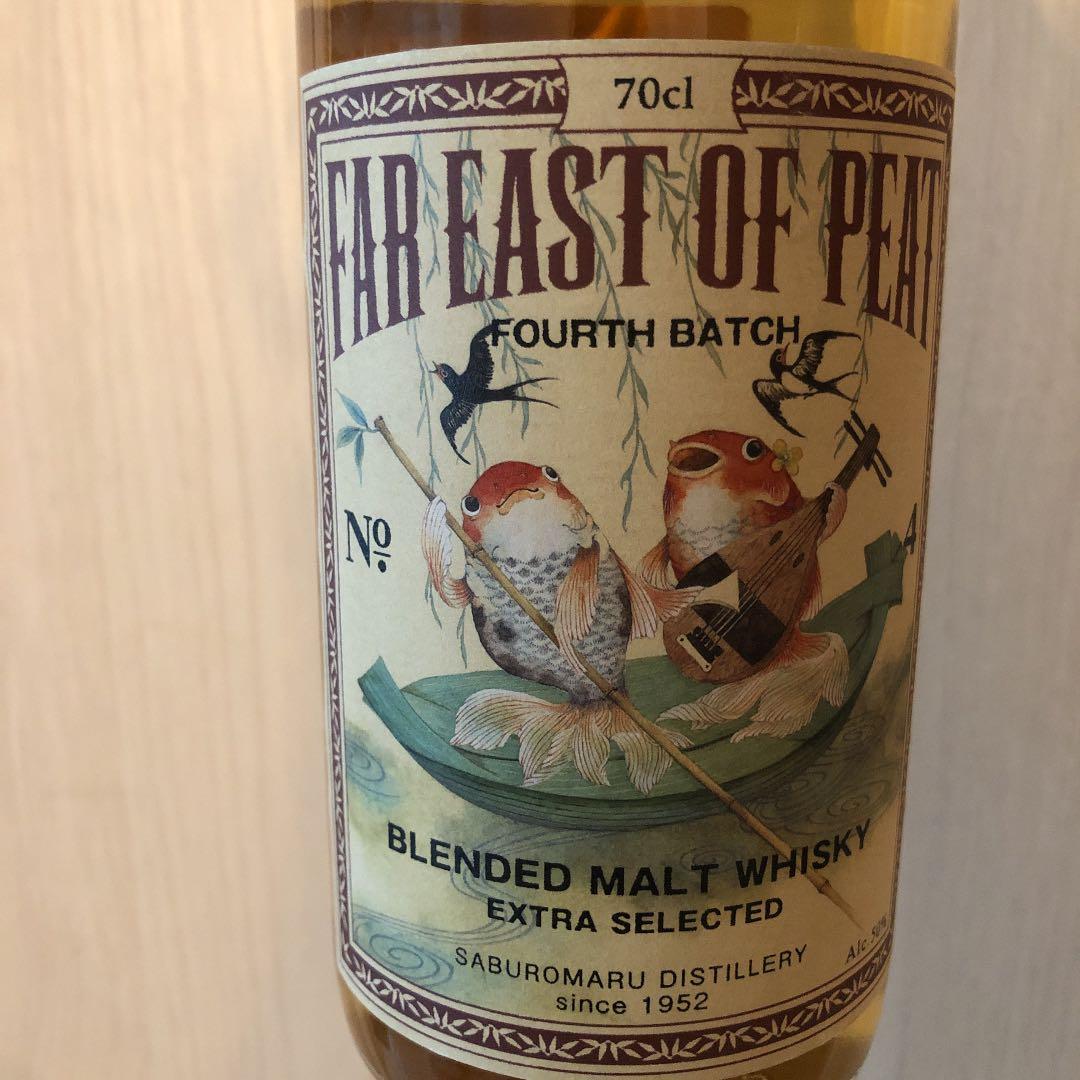 70cl
FAR EAST OF PEAT
FOURTH BATCH
Nº 4
BLENDED MALT WHISKY
EXTRA SELECTED
SABUROMARU DISTILLERY
since 1952
Alc.50%